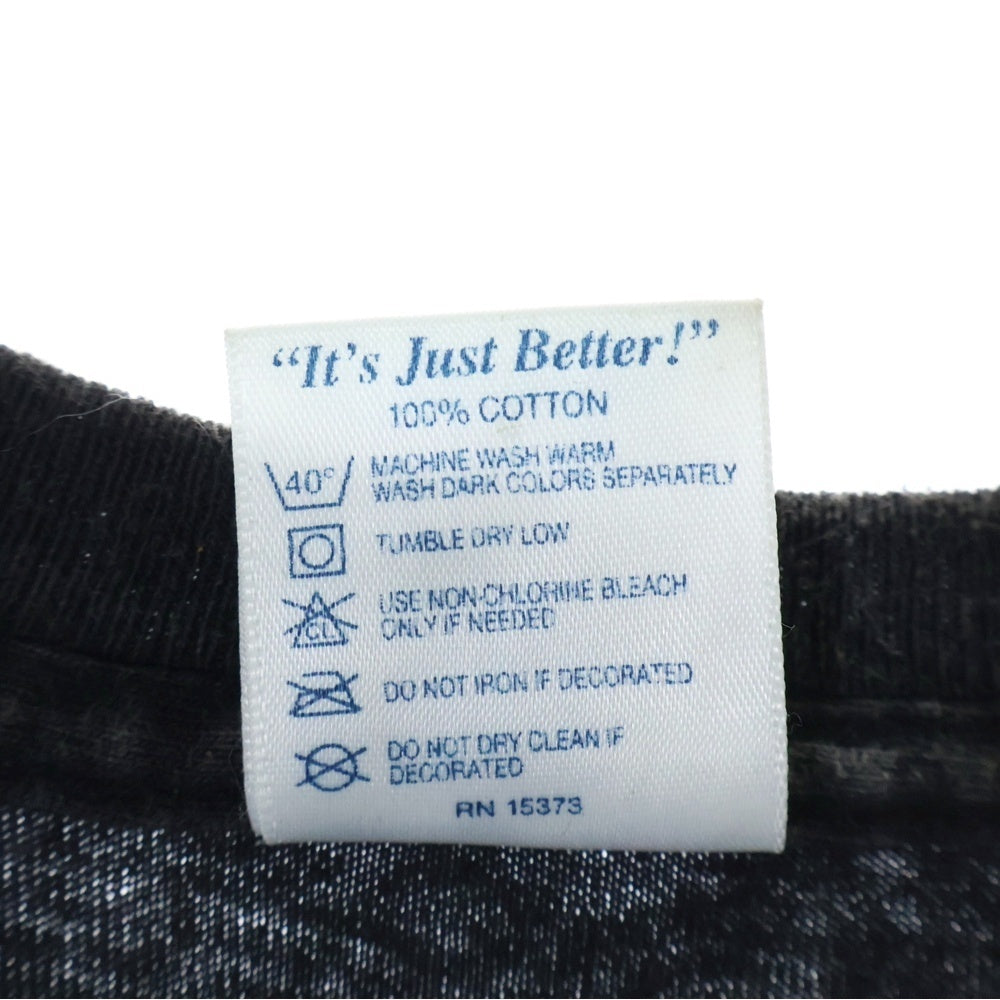 “It’s Just Better!”
100% COTTON
40°
MACHINE WASH WARM
WASH DARK COLORS SEPARATELY
TUMBLE DRY LOW
CL
USE NON-CHLORINE BLEACH
ONLY IF NEEDED
DO NOT IRON IF DECORATED
DO NOT DRY CLEAN IF
DECORATED
RN 15373